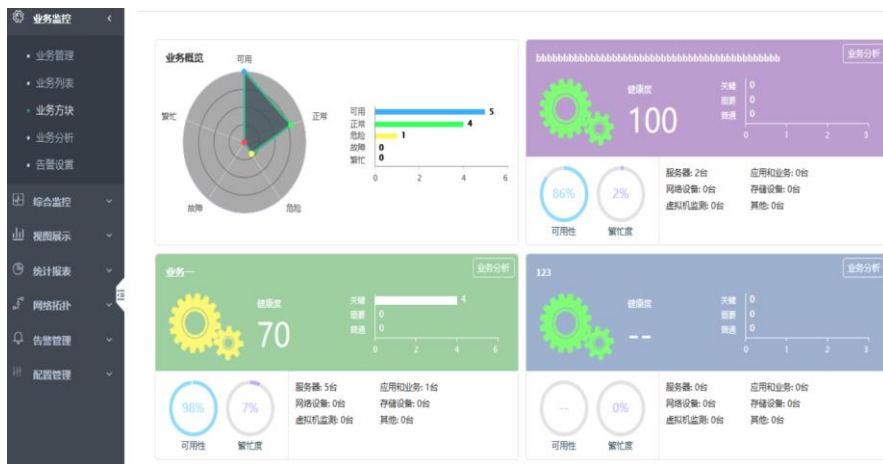 业务监控
业务管理
业务列表
业务方块
业务分析
告警设置
综合监控
视图展示
统计报表
网络拓扑
告警管理
配置管理
业务概览
可用
正常
危险
故障
繁忙
可用 5
正常 4
危险 1
故障 0
繁忙 0
0 2 4 6
bbbbbbbbbbbbbbbbbbbbbbbbbbbbbbbbbbbbbbbbbbbbbbbb
业务分析
健康度
100
关键 0
重要 0
普通 0
0 1 2 3
86%
可用性
2%
繁忙度
服务器: 2台 应用和业务: 0台
网络设备: 0台 存储设备: 0台
虚拟机监测: 0台 其他: 0台
业务一
业务分析
健康度
70
关键 4
重要 0
普通 0
0 2 4 6
98%
可用性
7%
繁忙度
服务器: 5台 应用和业务: 1台
网络设备: 0台 存储设备: 0台
虚拟机监测: 0台 其他: 0台
123
业务分析
健康度
--
关键 0
重要 0
普通 0
0 1 2 3
--
可用性
0%
繁忙度
服务器: 0台 应用和业务: 0台
网络设备: 0台 存储设备: 0台
虚拟机监测: 0台 其他: 0台